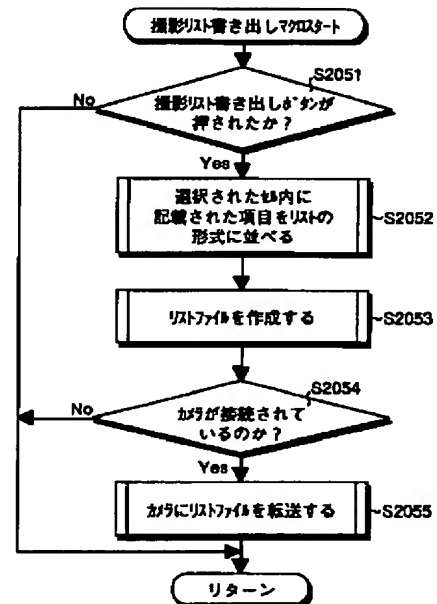 撮影リスト書き出しマクロスタート
S2051
No
撮影リスト書き出しボタンが
押されたか?
Yes
選択されたセル内に
記載された項目をリストの
形式に並べる
S2052
リストファイルを作成する
S2053
S2054
No
カメラが接続されて
いるのか?
Yes
カメラにリストファイルを転送する
S2055
リターン